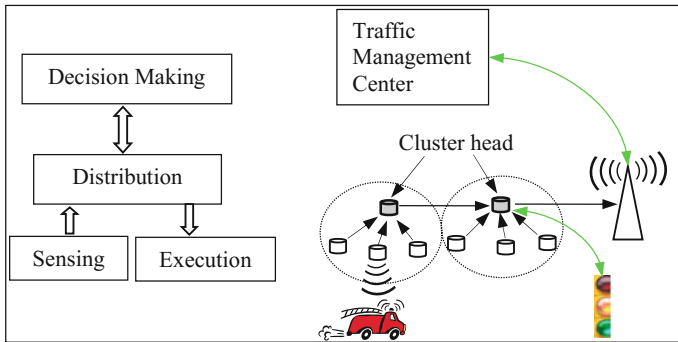 Decision Making
Distribution
Sensing
Execution
Traffic
Management
Center
Cluster head